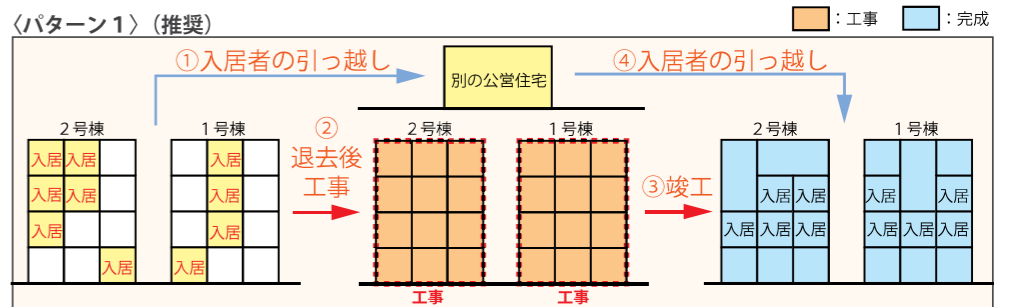 〈パターン1〉（推奨）
：工事
：完成
①入居者の引っ越し
別の公営住宅
④入居者の引っ越し
2号棟
1号棟
入居 入居
入居 入居
入居
入居
入居
入居
入居
入居
②
退去後
工事
2号棟
1号棟
工事
工事
③竣工
2号棟
1号棟
入居 入居
入居 入居 入居
入居 入居
入居 入居 入居